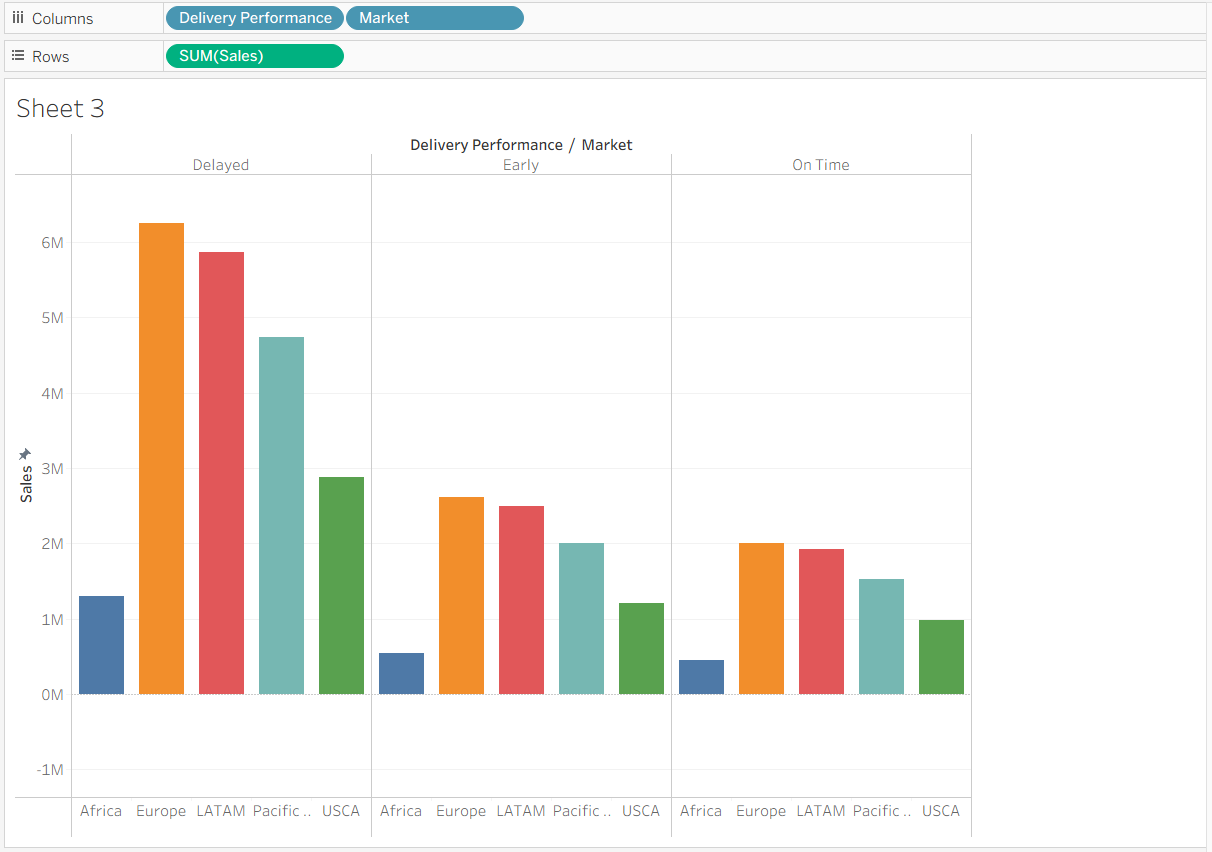 Columns Delivery Performance Market
Rows SUM(Sales)
Sheet 3
Delivery Performance / Market
Delayed Early On Time
6M
5M
4M
3M
2M
1M
0M
-1M
Sales
Africa Europe LATAM Pacific .. USCA Africa Europe LATAM Pacific .. USCA Africa Europe LATAM Pacific .. USCA